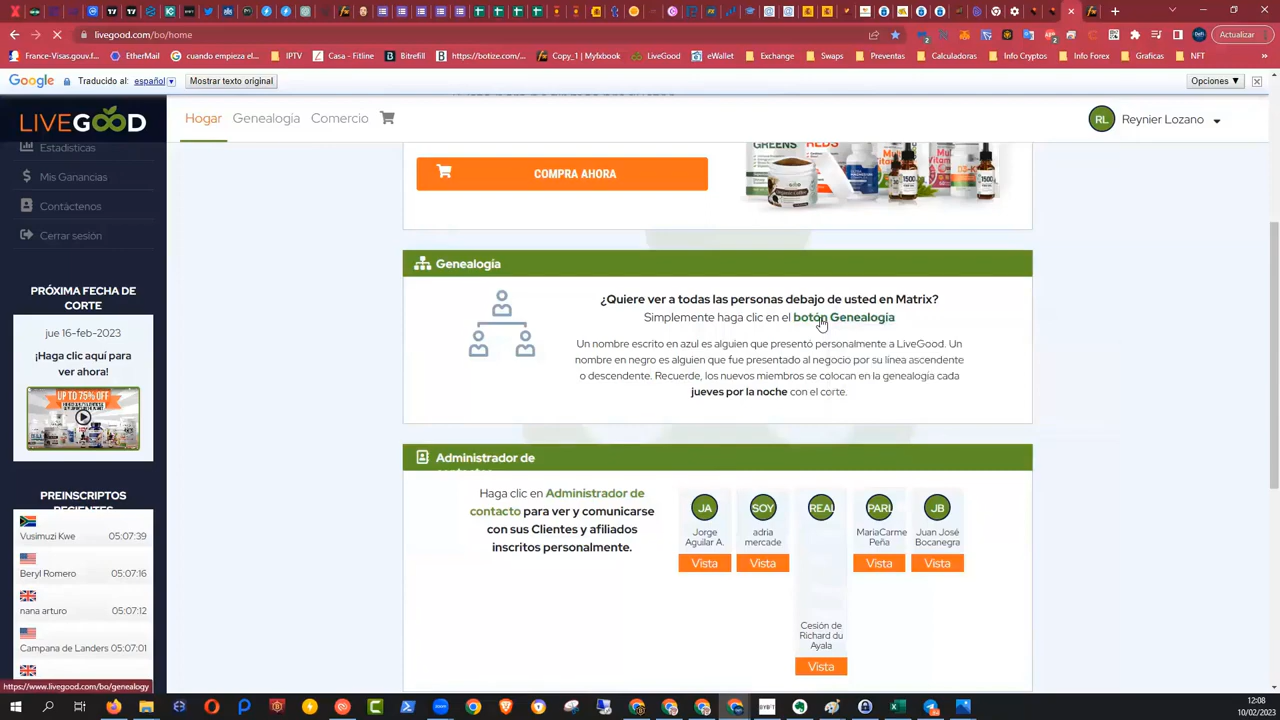 Actualizar
livegood.com/bo/home
France-Visas.gouv.f...
EtherMail
cuando empieza el...
IPTV
Casa - Fitline
Bitrefill
https://botize.com/...
Copy_1 | Myfxbook
LiveGood
eWallet
Exchange
Swaps
Preventas
Calculadoras
Info Cryptos
Info Forex
Graficas
NFT
Google
Traducido al: español
Mostrar texto original
Opciones ▼
LIVEGOOD
Hogar
Genealogia
Comercio
RL
Reynier Lozano
Estadísticas
Mis Ganancias
Contáctenos
Cerrar sesión
PRÓXIMA FECHA DE
CORTE
jue 16-feb-2023
¡Haga clic aquí para
ver ahora!
UP TO 75% OFF
PREINSCRIPTOS
RECIENTES
Vusimuzi Kwe 05:07:39
Beryl Romero 05:07:16
nana arturo 05:07:12
Campana de Landers 05:07:01
https://www.livegood.com/bo/genealogy
COMPRA AHORA
GREENS
REDS
1500
1500
Genealogía
¿Quiere ver a todas las personas debajo de usted en Matrix?
Simplemente haga clic en el botón Genealogía
Un nombre escrito en azul es alguien que presentó personalmente a LiveGood. Un
nombre en negro es alguien que fue presentado al negocio por su línea ascendente
o descendente. Recuerde, los nuevos miembros se colocan en la genealogía cada
jueves por la noche con el corte.
Administrador de
Haga clic en Administrador de
contacto para ver y comunicarse
con sus Clientes y afiliados
inscritos personalmente.
JA
Jorge
Aguilar A.
Vista
SOY
adria
mercade
Vista
REAL
Cesión de
Richard du
Ayala
Vista
PARL
MariaCarme
Peña
Vista
JB
Juan José
Bocanegra
Vista
12:08
10/02/2023